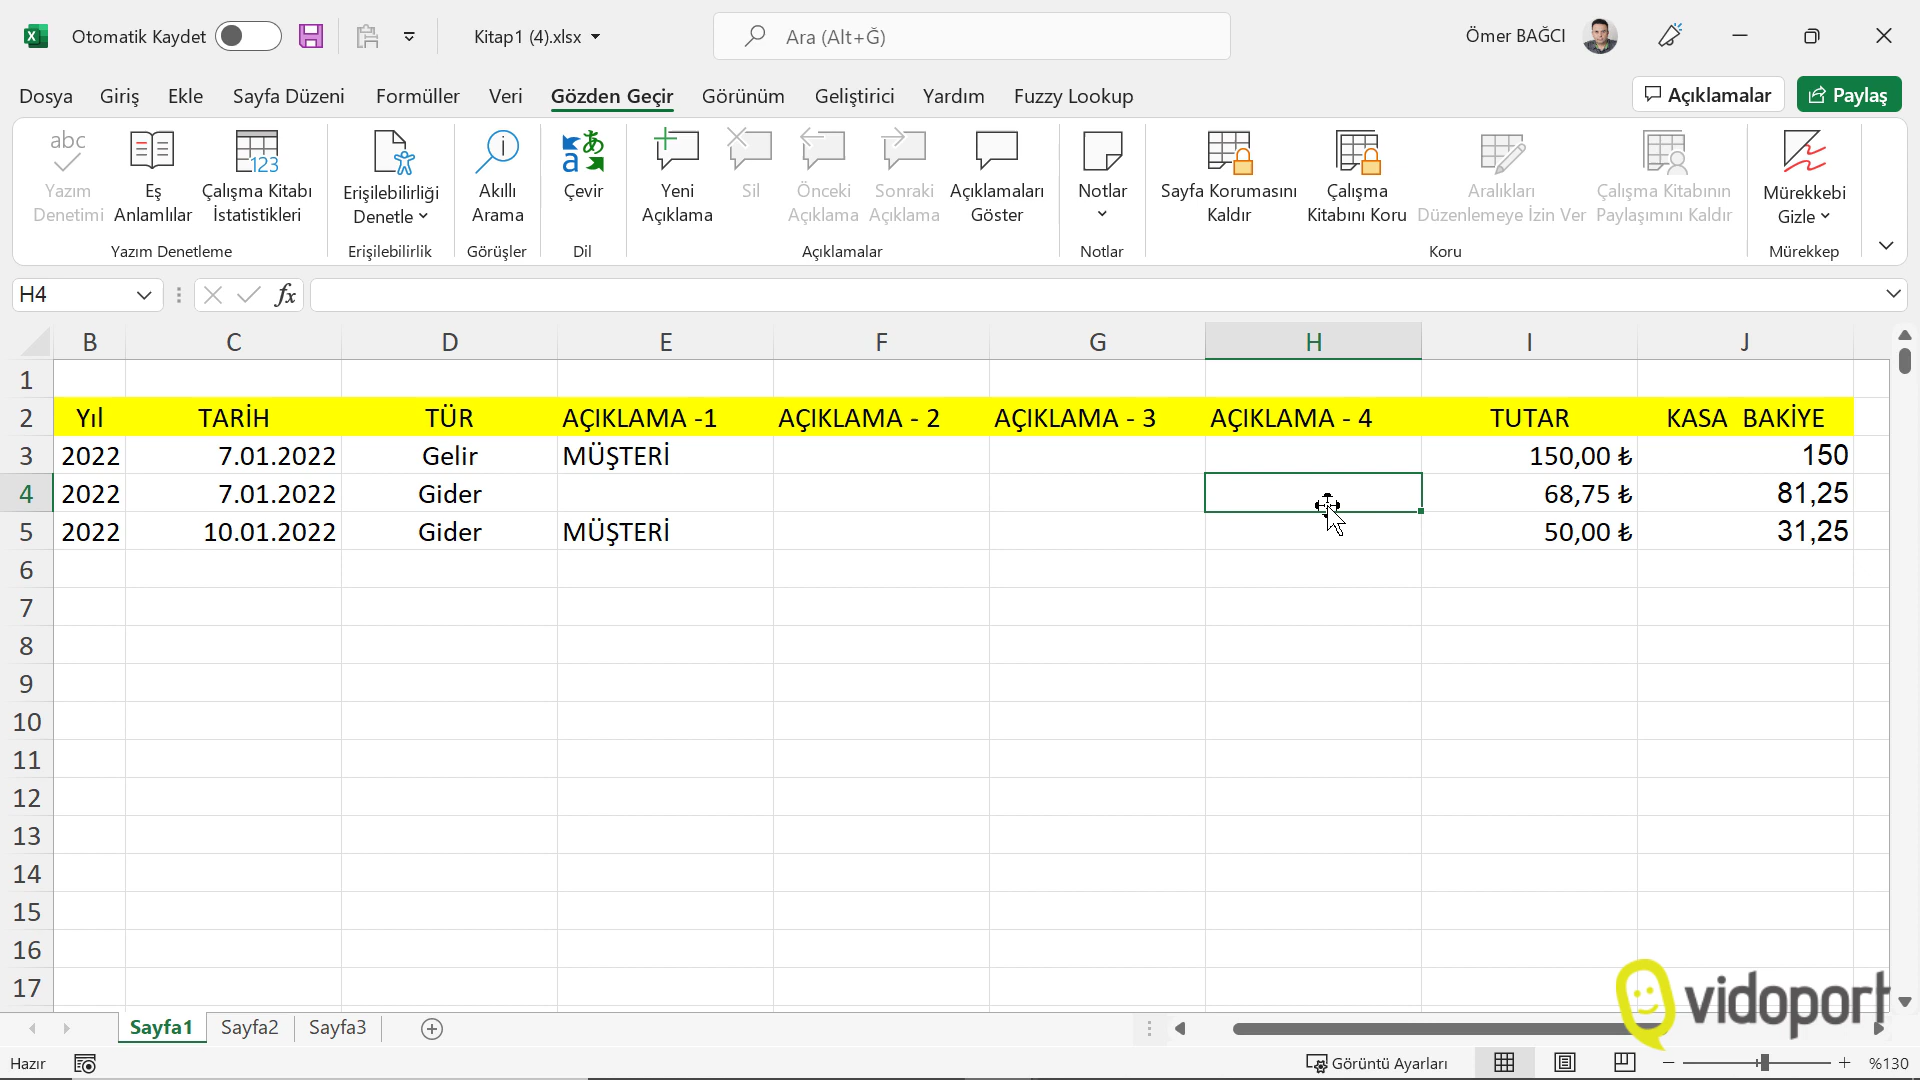 Otomatik Kaydet
Kitap1 (4).xlsx
Ara (Alt+Ğ)
Ömer BAĞCI
Dosya Giriş Ekle Sayfa Düzeni Formüller Veri Gözden Geçir Görünüm Geliştirici Yardım Fuzzy Lookup
Açıklamalar
Paylaş
abc
Yazım
Denetimi
Eş
Anlamlılar
123
Çalışma Kitabı
İstatistikleri
Yazım Denetleme
Erişilebilirliği
Denetle
Erişilebilirlik
Akıllı
Arama
Görüşler
a あ
Çevir
Dil
Yeni
Açıklama
Sil
Önceki
Açıklama
Sonraki
Açıklama
Açıklamaları
Göster
Açıklamalar
Notlar
Notlar
Sayfa Korumasını
Kaldır
Çalışma
Kitabını Koru
Aralıkları
Düzenlemeye İzin Ver
Çalışma Kitabının
Paylaşımını Kaldır
Koru
Mürekkebi
Gizle
Mürekkep
H4
fx
B C D E F G H I J
1
2 Yıl TARİH TÜR AÇIKLAMA -1 AÇIKLAMA - 2 AÇIKLAMA - 3 AÇIKLAMA - 4 TUTAR KASA BAKİYE
3 2022 7.01.2022 Gelir MÜŞTERİ 150,00 ₺ 150
4 2022 7.01.2022 Gider 68,75 ₺ 81,25
5 2022 10.01.2022 Gider MÜŞTERİ 50,00 ₺ 31,25
6
7
8
9
10
11
12
13
14
15
16
17
vidoport
Sayfa1 Sayfa2 Sayfa3
Hazır
Görüntü Ayarları
%130